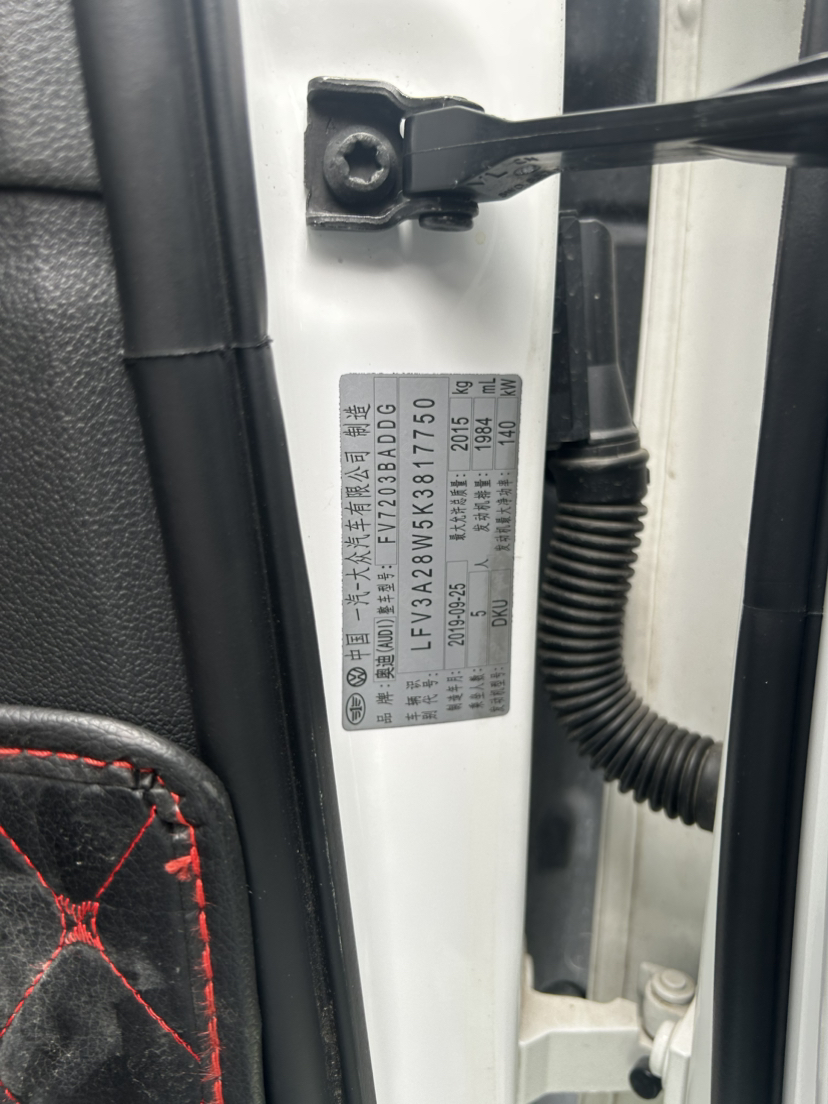 中国 一汽-大众汽车有限公司 制造
品牌:奥迪(AUDI) 整车型号: FV7203BADDG
车辆识别代号: LFV3A28W5K3817750
制造年月: 2019-09-25 最大允许总质量: 2015 kg
乘坐人数: 5 人 发动机排量: 1984 mL
发动机型号: DKU 发动机最大净功率: 140 kW